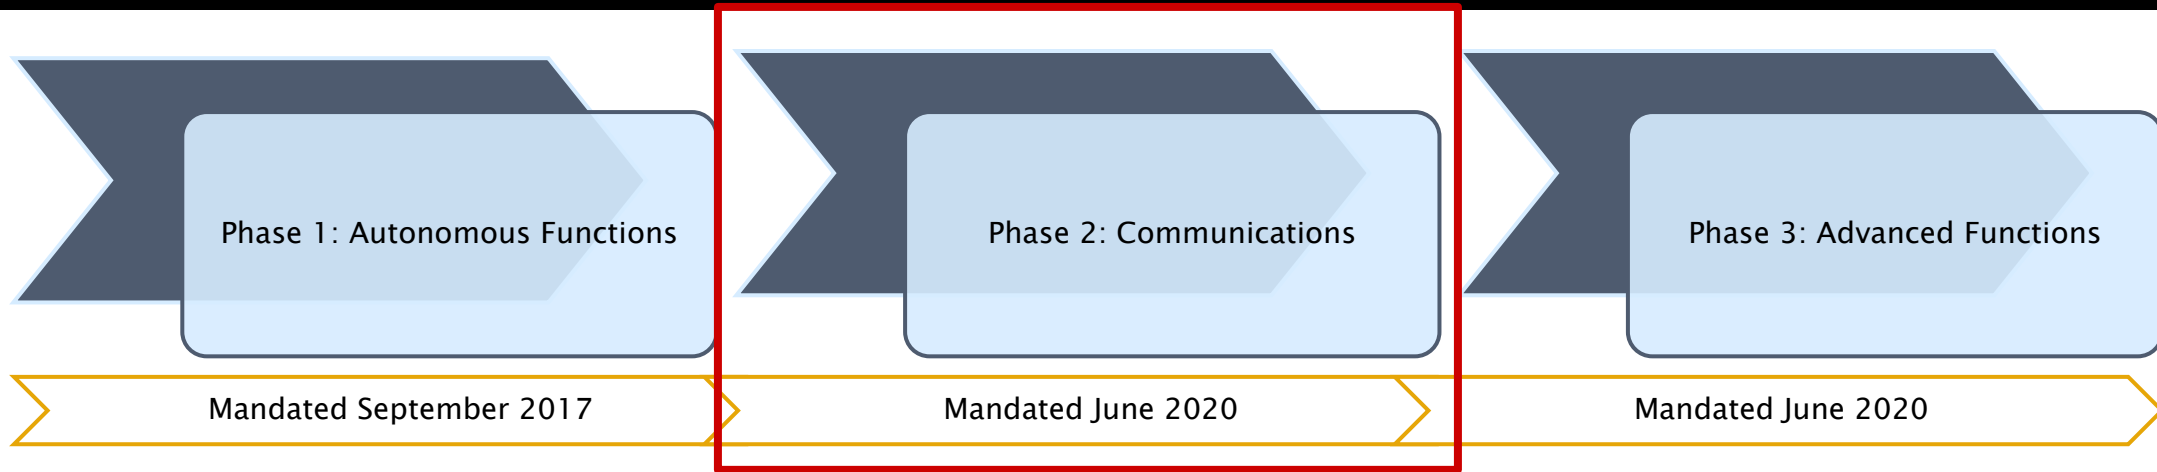 Phase 1: Autonomous Functions
Phase 2: Communications
Phase 3: Advanced Functions
Mandated September 2017
Mandated June 2020
Mandated June 2020